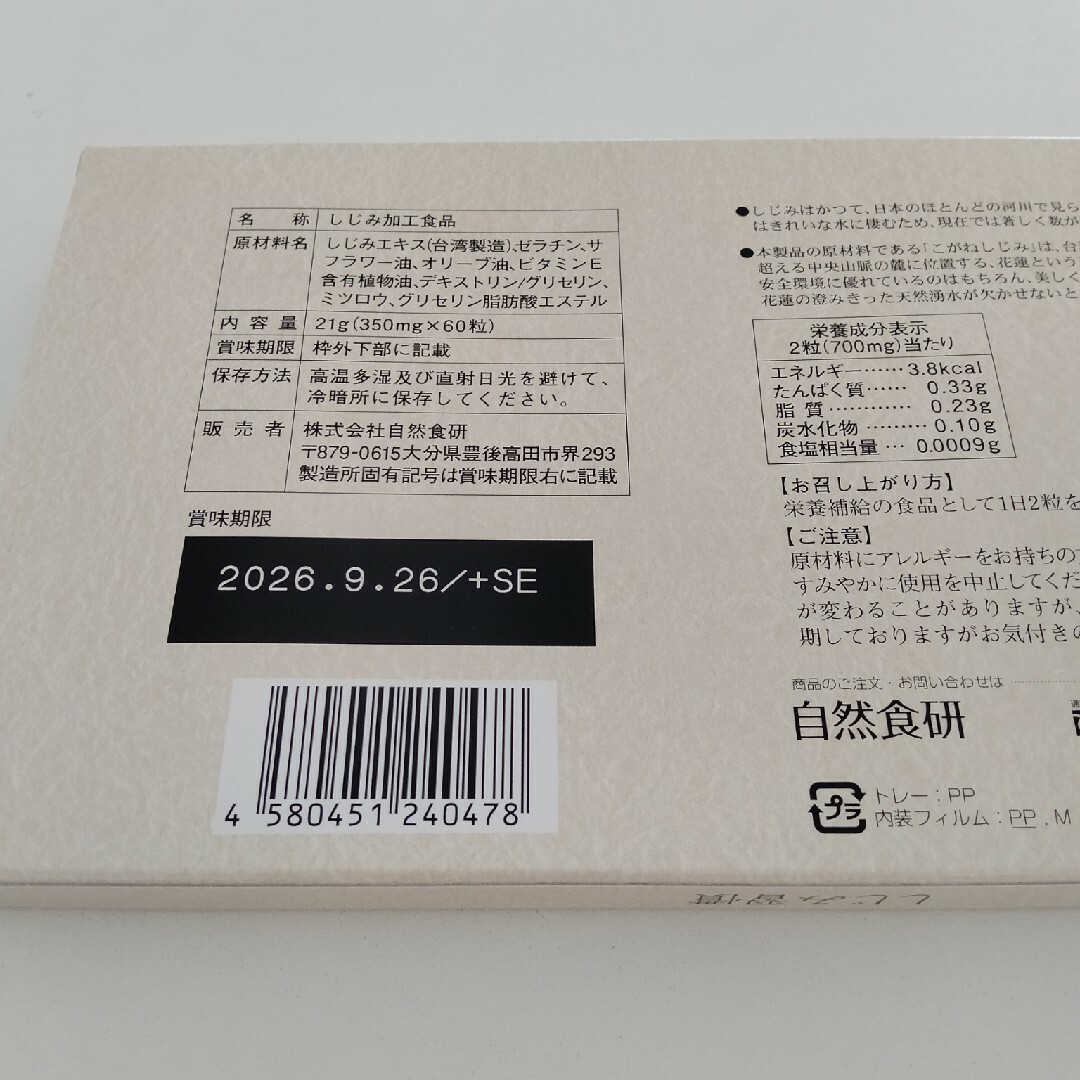 名称 しじみ加工食品
原材料名 しじみエキス(台湾製造)、ゼラチン、サ
フラワー油、オリーブ油、ビタミンE
含有植物油、デキストリン/グリセリン、
ミツロウ、グリセリン脂肪酸エステル
内容量 21g(350mg×60粒)
賞味期限 枠外下部に記載
保存方法 高温多湿及び直射日光を避けて、
冷暗所に保存してください。
販売者 株式会社自然食研
〒879-0615大分県豊後高田市界293
製造所固有記号は賞味期限右に記載
賞味期限
2026.9.26/+SE
4 580451 240478
●しじみはかつて、日本のほとんどの河川で見ら
はきれいな水に棲むため、現在では著しく数が
●本製品の原材料である「こがねしじみ」は、台
超える中央山脈の麓に位置する、花蓮という
安全環境に優れているのはもちろん、美しく
花蓮の澄みきった天然湧水が欠かせないと
栄養成分表示
2粒(700mg)当たり
エネルギー……3.8kcal
たんぱく質…… 0.33g
脂質………… 0.23g
炭水化物……… 0.10g
食塩相当量… 0.0009g
【お召し上がり方】
栄養補給の食品として1日2粒を
【ご注意】
原材料にアレルギーをお持ちの
すみやかに使用を中止してくだ
が変わることがありますが、
期しておりますがお気付きの
商品のご注文・お問い合わせは
自然食研
プラ トレー：PP
内装フィルム：PP,M
しじみ習慣